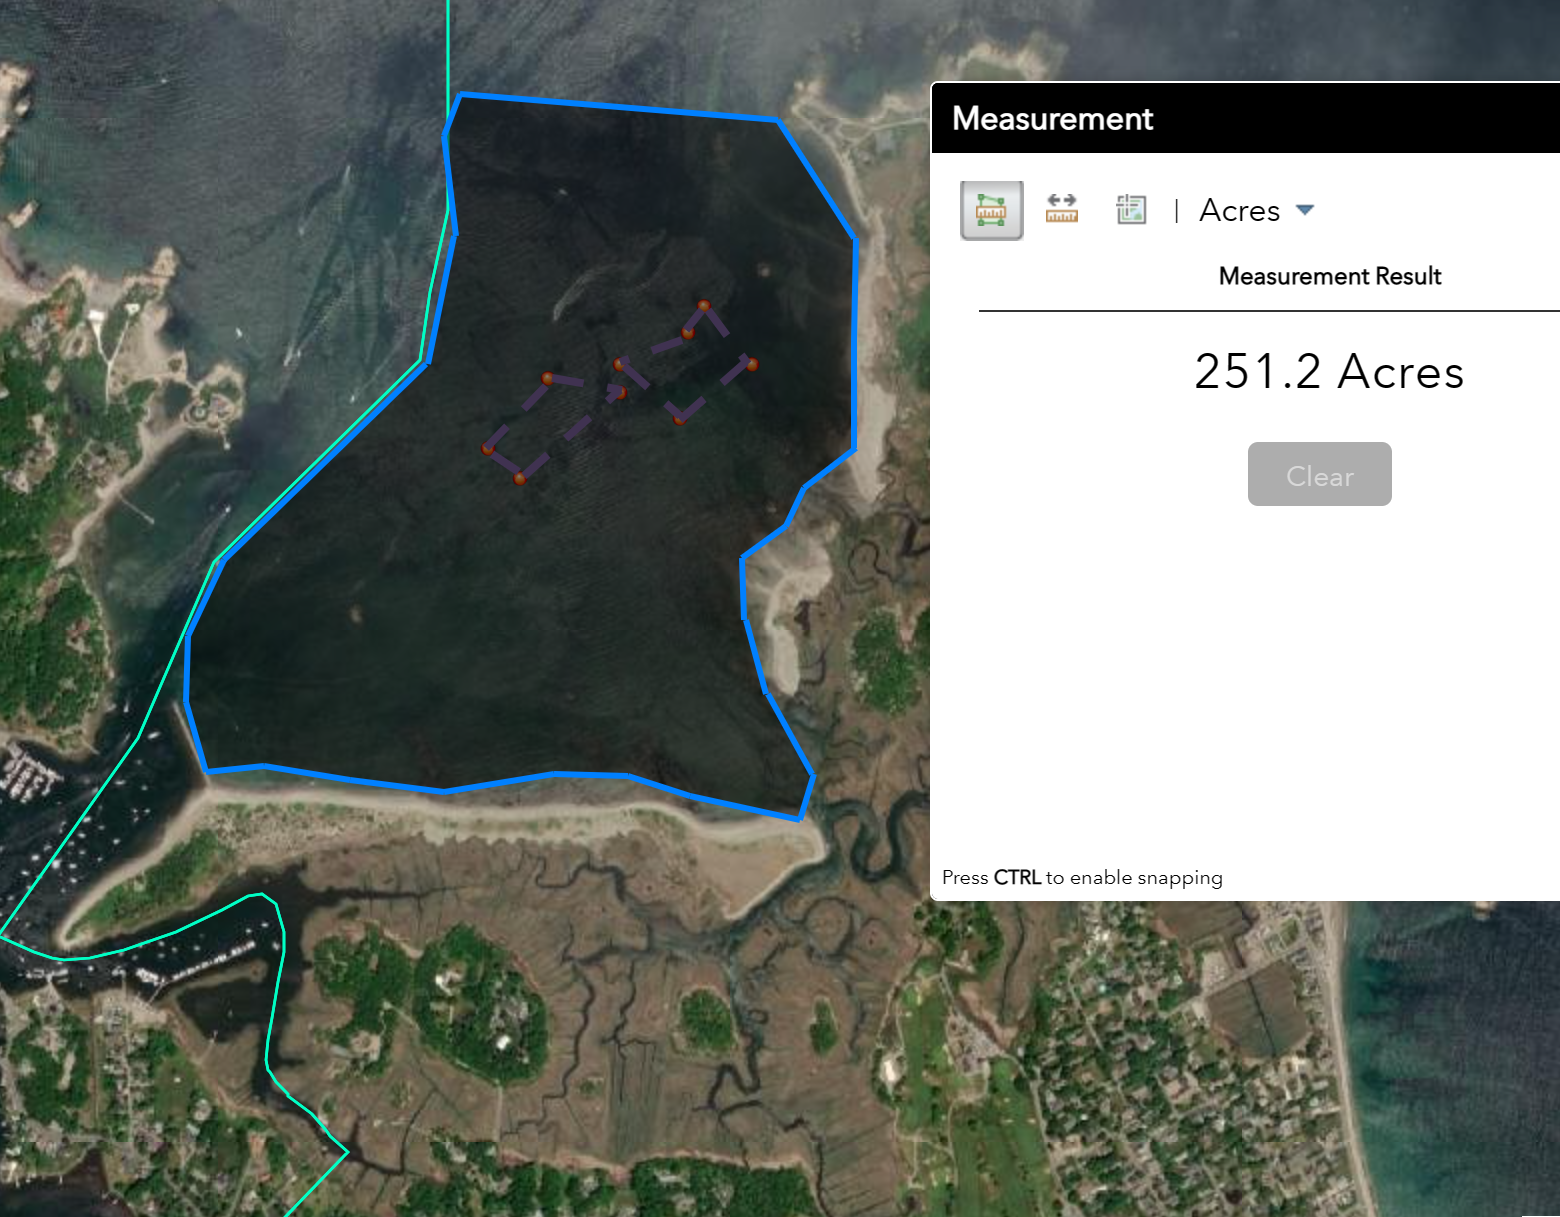 Measurement
| Acres
Measurement Result
251.2 Acres
Clear
Press CTRL to enable snapping